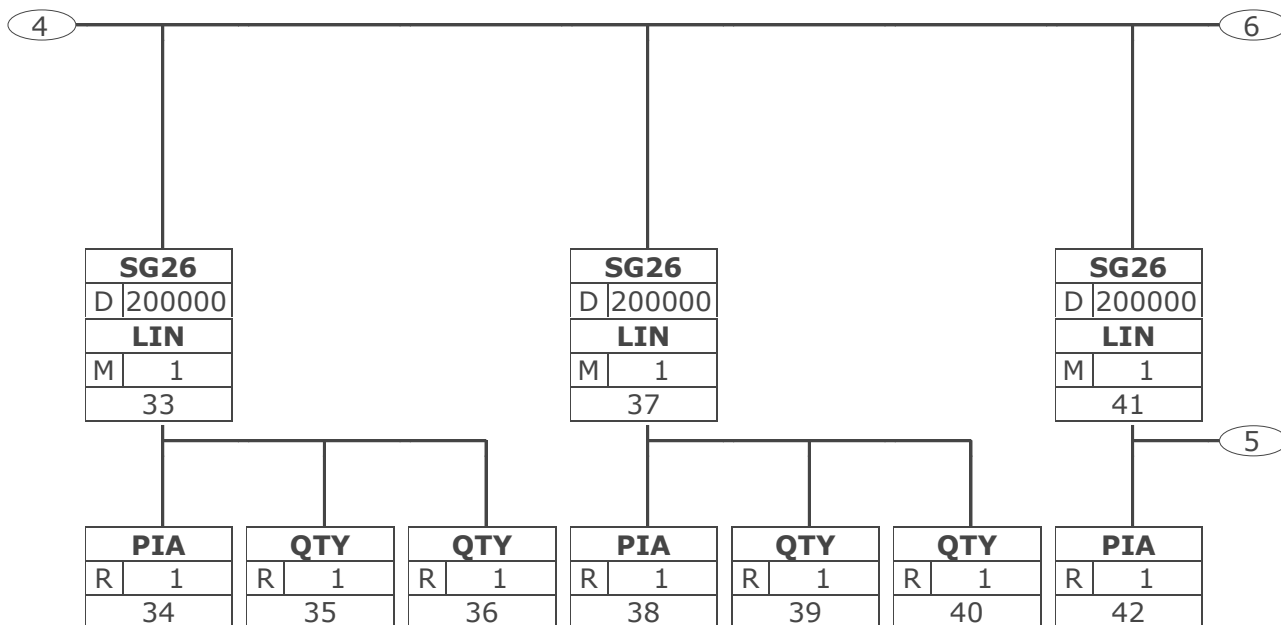 4 6
SG26 SG26 SG26
D 200000 D 200000 D 200000
LIN LIN LIN
M 1 M 1 M 1
33 37 41
5
PIA QTY QTY PIA QTY QTY PIA
R 1 R 1 R 1 R 1 R 1 R 1 R 1
34 35 36 38 39 40 42